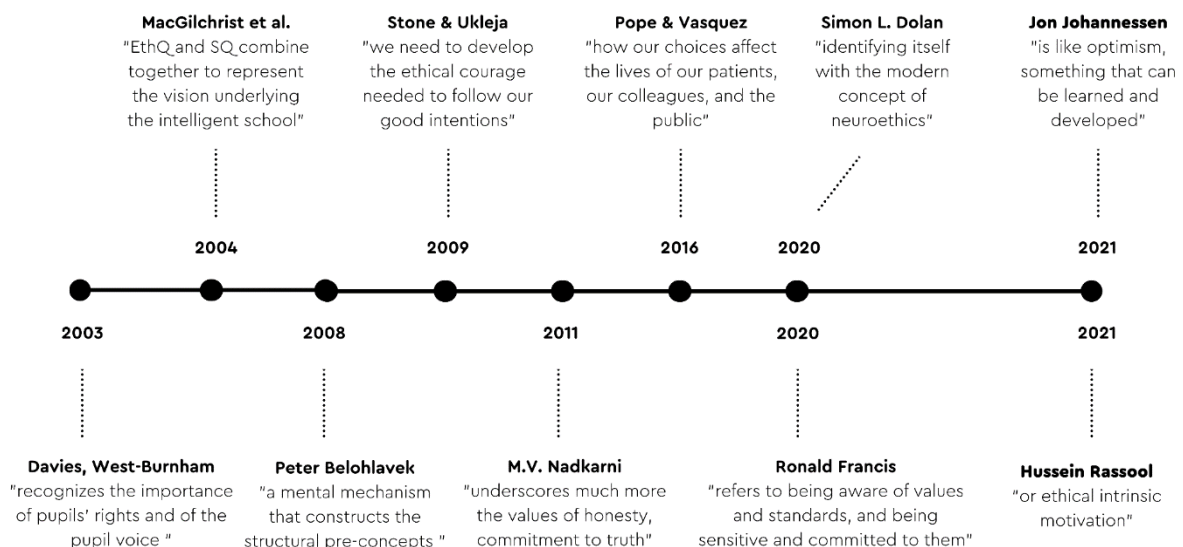 MacGilchrist et al.
"EthQ and SQ combine
together to represent
the vision underlying
the intelligent school"
Stone & Ukleja
"we need to develop
the ethical courage
needed to follow our
good intentions"
Pope & Vasquez
"how our choices affect
the lives of our patients,
our colleagues, and the
public"
Simon L. Dolan
"identifying itself
with the modern
concept of
neuroethics"
Jon Johannessen
"is like optimism,
something that can
be learned and
developed"
2004
2009
2016
2020
2021
2003
2008
2011
2020
2021
Davies, West-Burnham
"recognizes the importance
of pupils' rights and of the
pupil voice "
Peter Belohlavek
"a mental mechanism
that constructs the
structural pre-concepts "
M.V. Nadkarni
"underscores much more
the values of honesty,
commitment to truth"
Ronald Francis
"refers to being aware of values
and standards, and being
sensitive and committed to them"
Hussein Rassool
"or ethical intrinsic
motivation"